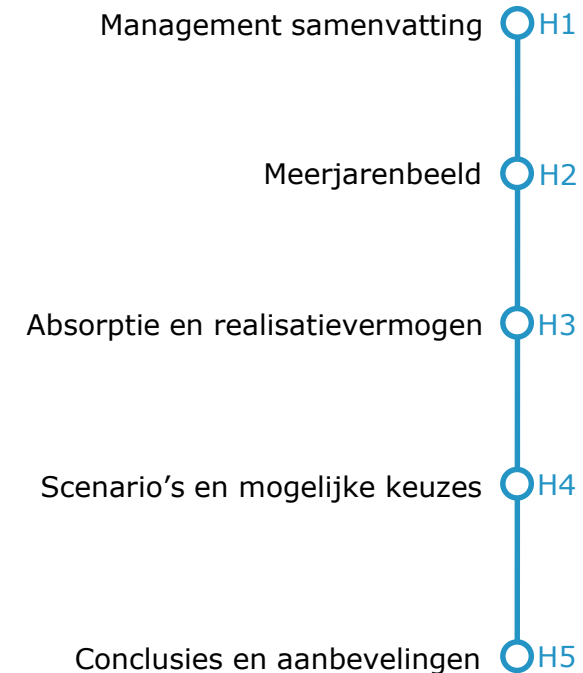 Management samenvatting H1
Meerjarenbeeld H2
Absorptie en realisatievermogen H3
Scenario’s en mogelijke keuzes H4
Conclusies en aanbevelingen H5